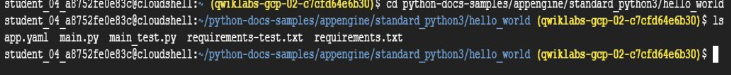 student_04_a8752fe0e83c@cloudshell:~ (qwiklabs-gcp-02-c7cfd64e6b30)$ cd python-docs-samples/appengine/standard_python3/hello_world
student_04_a8752fe0e83c@cloudshell:~/python-docs-samples/appengine/standard_python3/hello_world (qwiklabs-gcp-02-c7cfd64e6b30)$ ls
app.yaml main.py main_test.py requirements-test.txt requirements.txt
student_04_a8752fe0e83c@cloudshell:~/python-docs-samples/appengine/standard_python3/hello_world (qwiklabs-gcp-02-c7cfd64e6b30)$